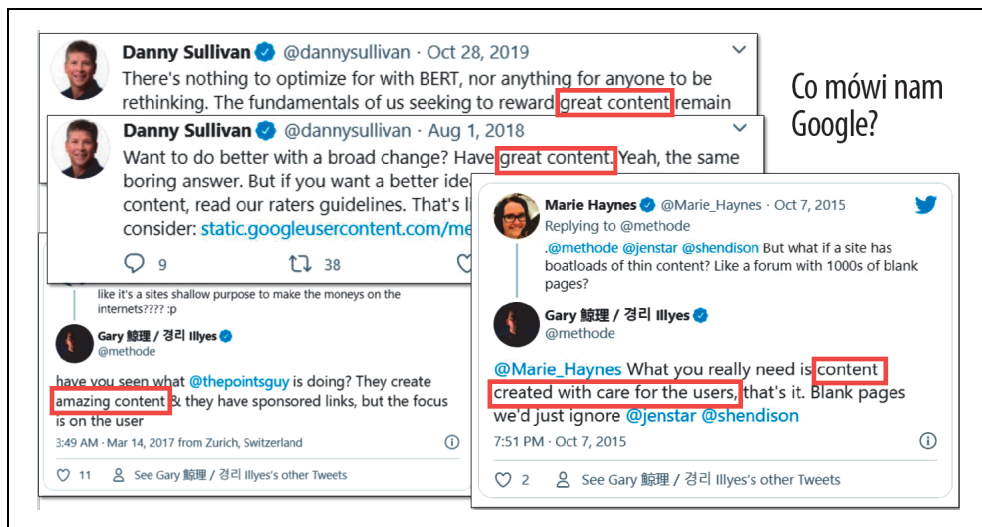 Danny Sullivan @dannysullivan · Oct 28, 2019
There's nothing to optimize for with BERT, nor anything for anyone to be
rethinking. The fundamentals of us seeking to reward great content remain
Danny Sullivan @dannysullivan · Aug 1, 2018
Want to do better with a broad change? Have great content. Yeah, the same
boring answer. But if you want a better idea
content, read our raters guidelines. That's li
consider: static.googleusercontent.com/me
9 38
like it's a sites shallow purpose to make the moneys on the
internets???? :p
Gary 鯨理 / 경리 Illyes
@methode
have you seen what @thepointsguy is doing? They create
amazing content & they have sponsored links, but the focus
is on the user
3:49 AM · Mar 14, 2017 from Zurich, Switzerland
11 See Gary 鯨理 / 경리 Illyes's other Tweets
Co mówi nam
Google?
Marie Haynes @Marie_Haynes · Oct 7, 2015
Replying to @methode
.@methode @jenstar @shendison But what if a site has
boatloads of thin content? Like a forum with 1000s of blank
pages?
Gary 鯨理 / 경리 Illyes
@methode
@Marie_Haynes What you really need is content
created with care for the users, that's it. Blank pages
we'd just ignore @jenstar @shendison
7:51 PM · Oct 7, 2015
2 See Gary 鯨理 / 경리 Illyes's other Tweets